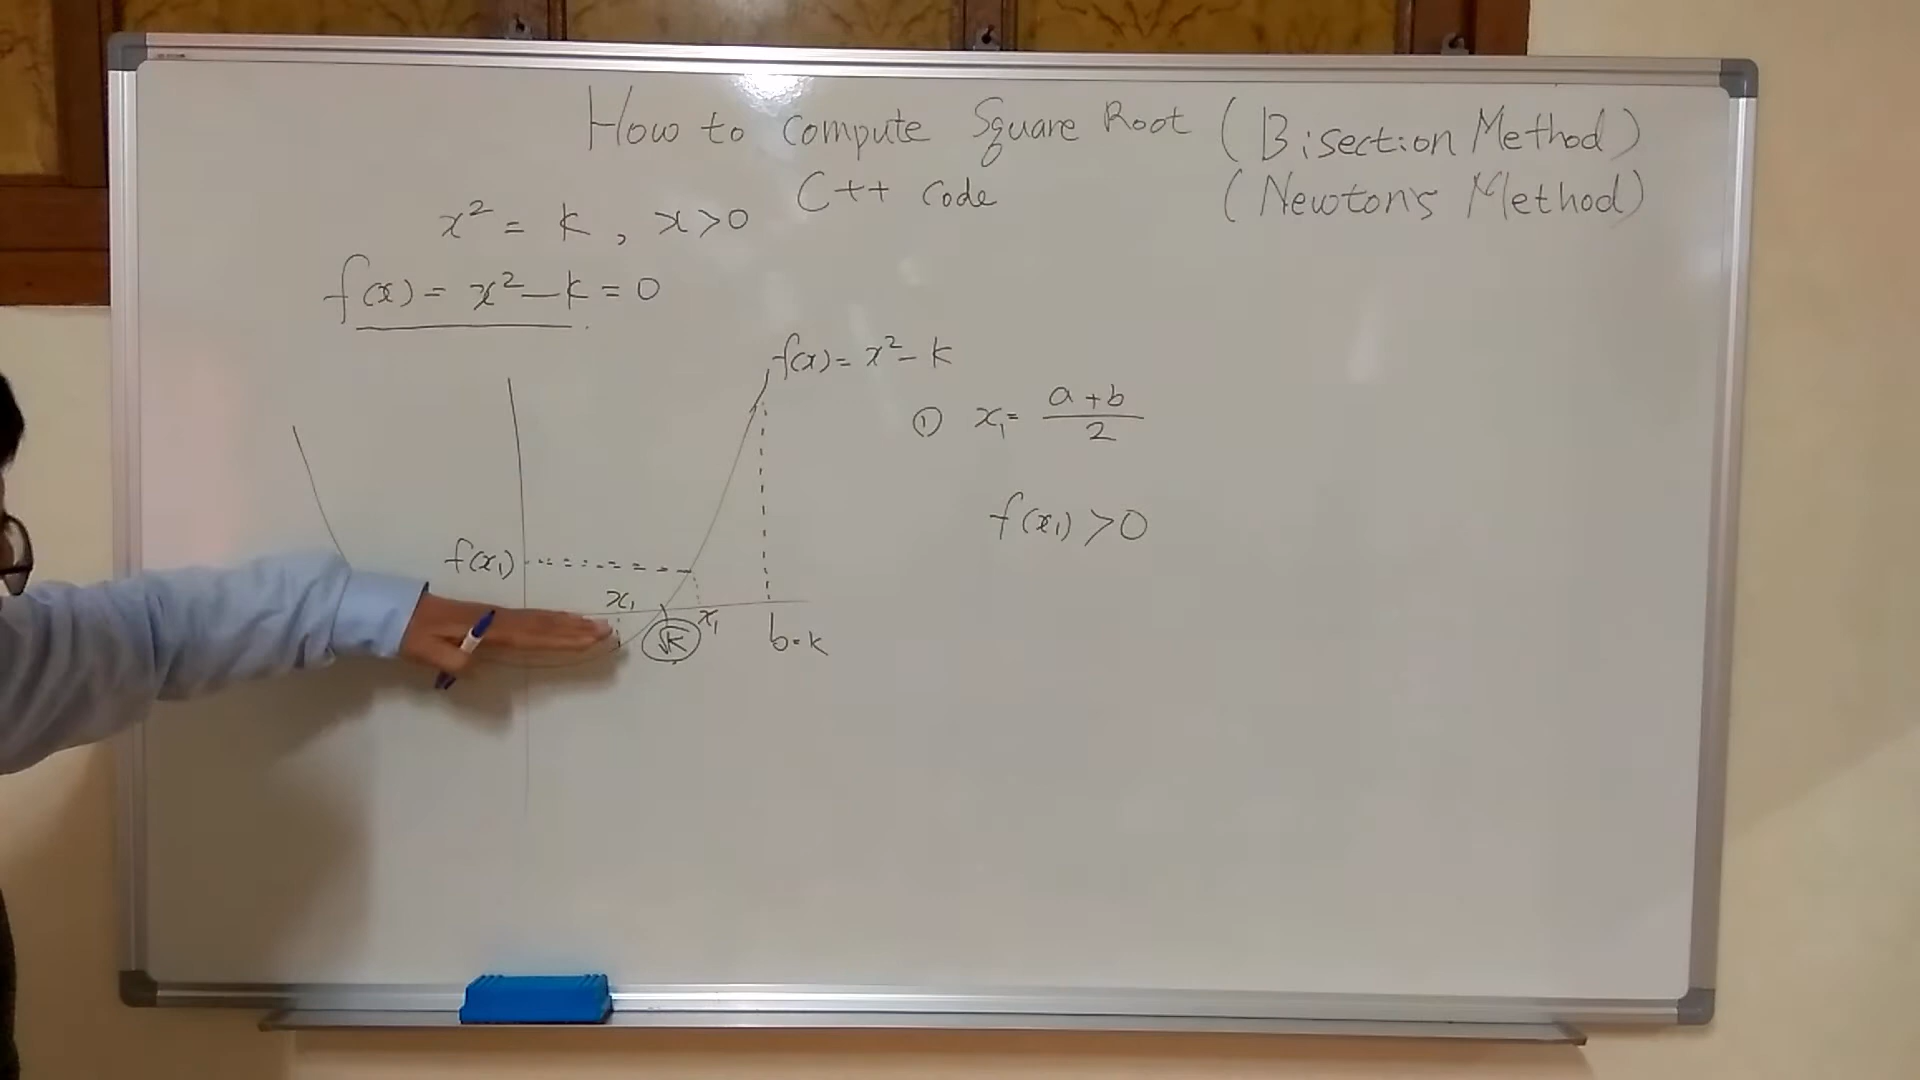 How to compute Square Root (Bisection Method)
C++ code (Newton's Method)
x² = k, x>0
f(x) = x²-k = 0
f(x) = x²- k
① x₁= a+b/2
f(x₁) >0
f(x₁)
x₁
√k
x₁
b=k